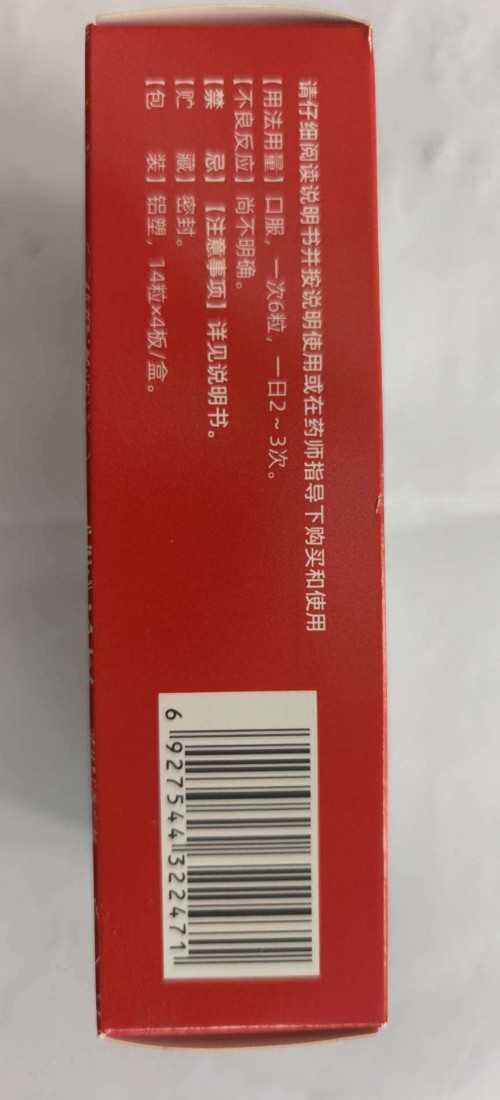 请仔细阅读说明书并按说明使用或在药师指导下购买和使用
【用法用量】口服，一次6粒，一日2～3次。
【不良反应】尚不明确。
【禁 忌】【注意事项】详见说明书。
【贮 藏】密封。
【包 装】铝塑，14粒×4板/盒。
6 927544 322471